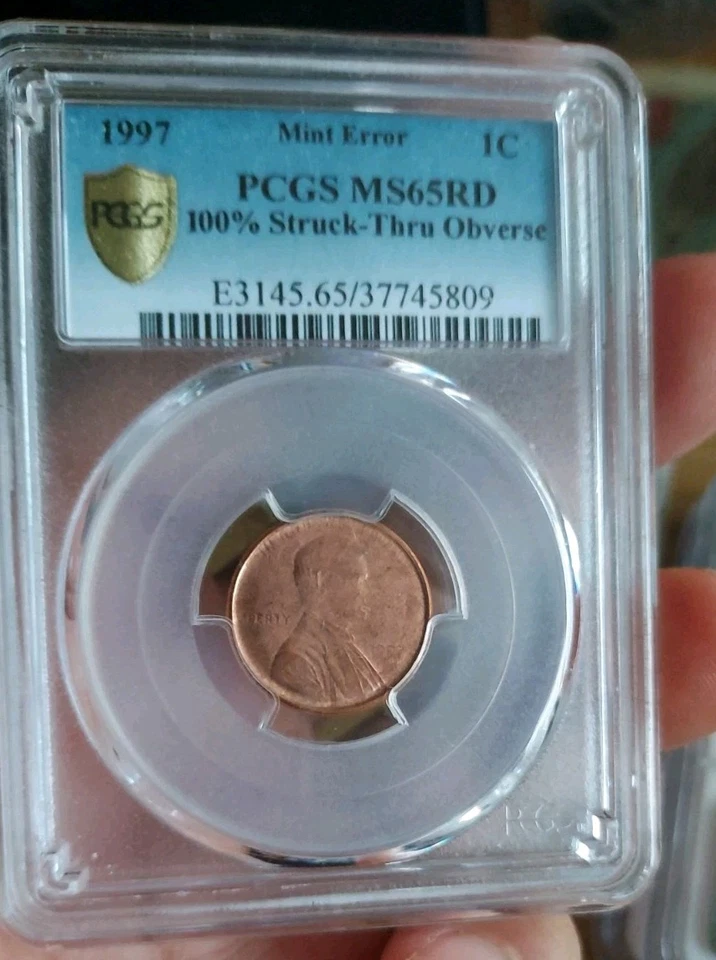 1997 Mint Error 1C
PCGS MS65RD
PCGS
100% Struck-Thru Obverse
E3145.65/37745809
LIBERTY